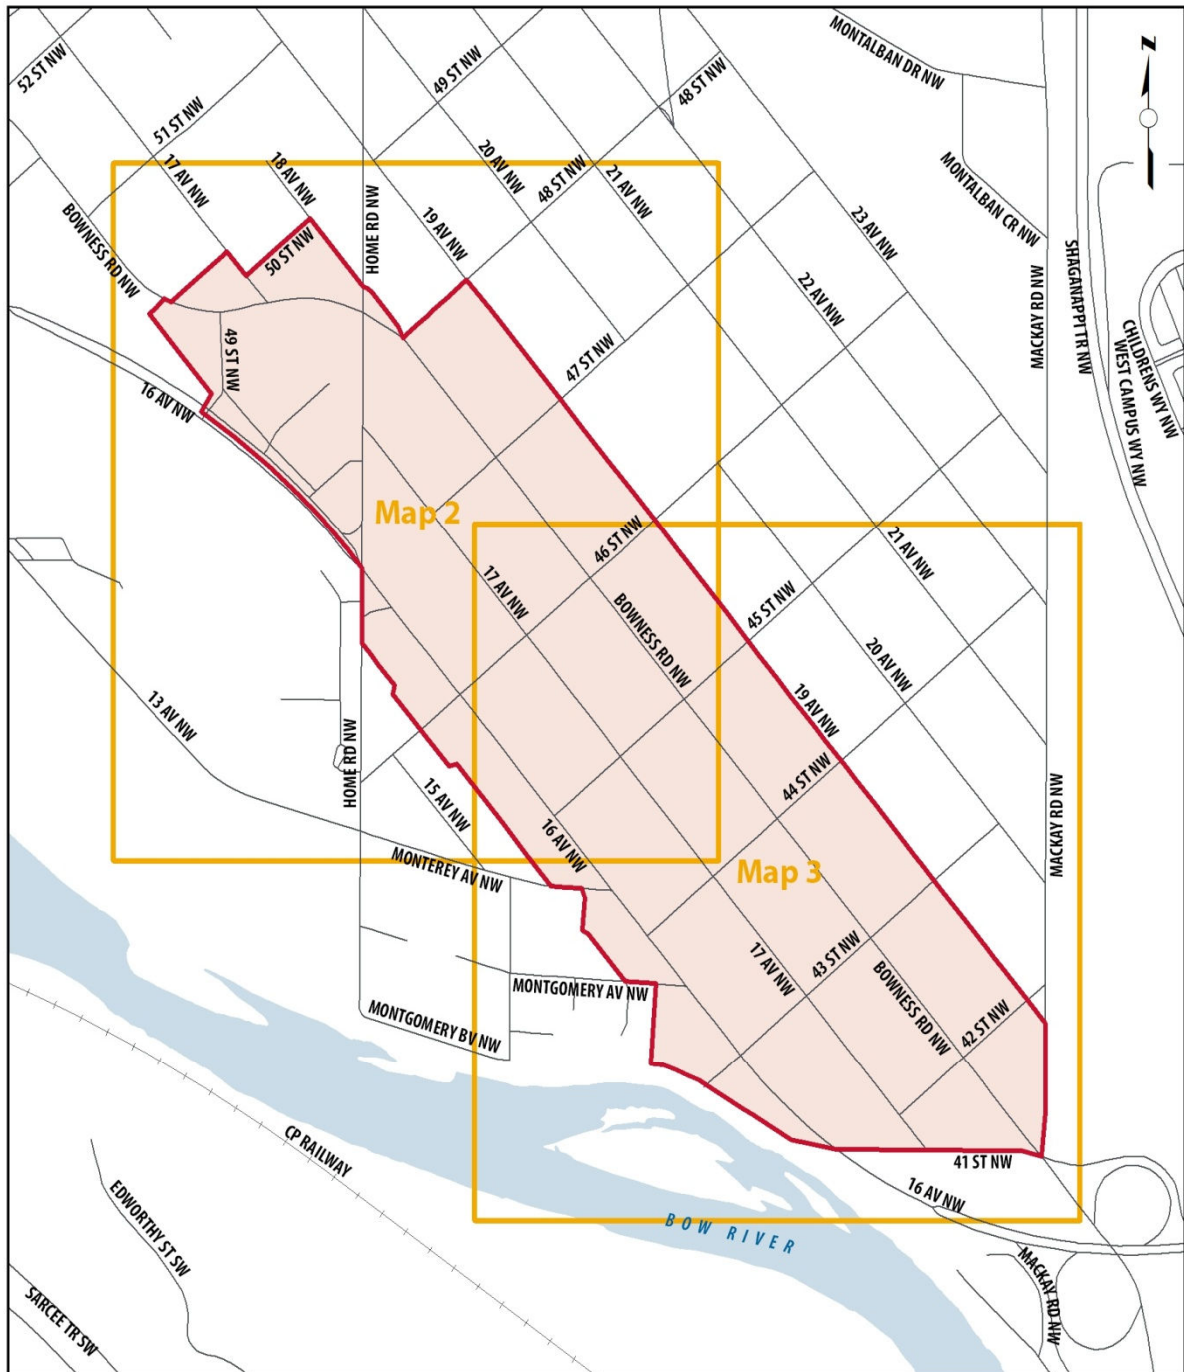 52 ST NW
51 ST NW
49 ST NW
48 ST NW
MONTALBAN DR NW
N
17 AV NW
18 AV NW
20 AV NW
48 ST NW
21 AV NW
MONTALBAN CR NW
BOWNESS RD NW
50 ST NW
HOME RD NW
19 AV NW
23 AV NW
22 AV NW
MACKAY RD NW
SHAGANAPPI TR NW
CHILDRENS WY NW
WEST CAMPUS WY NW
49 ST NW
16 AV NW
47 ST NW
Map 2
46 ST NW
21 AV NW
17 AV NW
BOWNESS RD NW
45 ST NW
20 AV NW
13 AV NW
HOME RD NW
19 AV NW
44 ST NW
15 AV NW
16 AV NW
MACKAY RD NW
MONTEREY AV NW
Map 3
17 AV NW
43 ST NW
BOWNESS RD NW
42 ST NW
MONTGOMERY AV NW
MONTGOMERY BV NW
CP RAILWAY
41 ST NW
16 AV NW
EDWORTHY ST SW
BOW RIVER
MACKAY RD NW
SARCEE TR SW